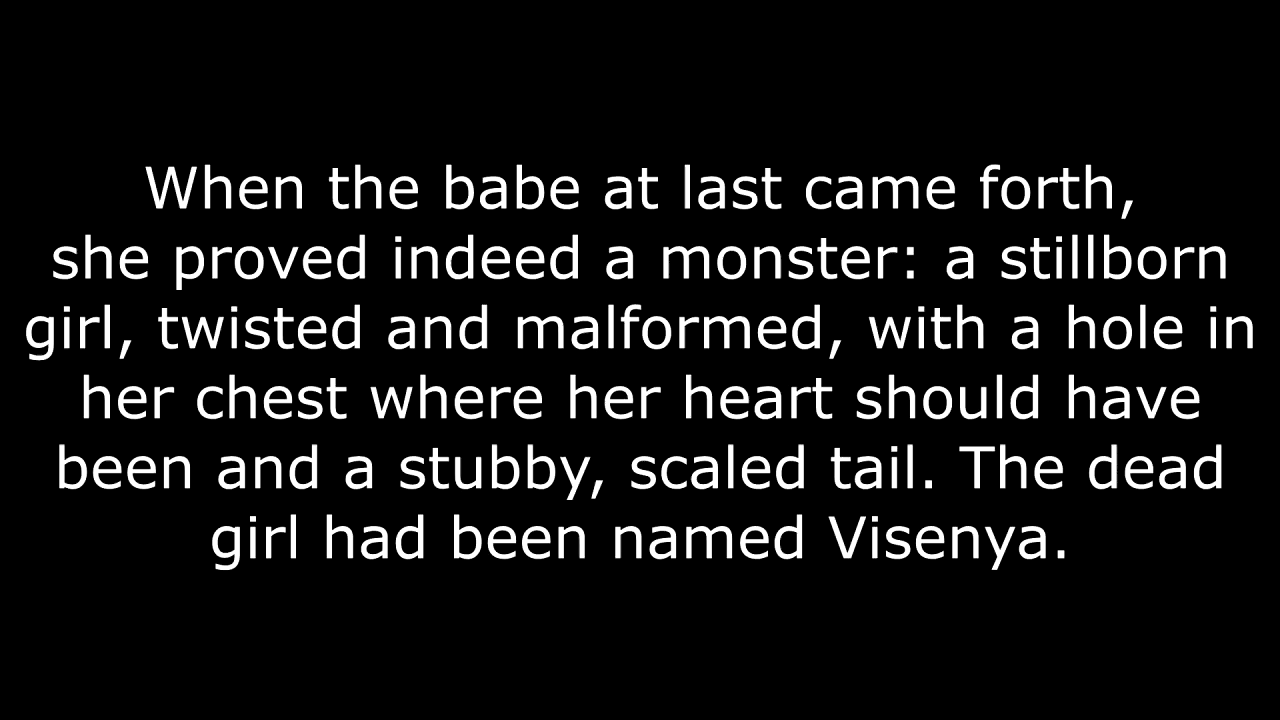 When the babe at last came forth,
she proved indeed a monster: a stillborn
girl, twisted and malformed, with a hole in
her chest where her heart should have
been and a stubby, scaled tail. The dead
girl had been named Visenya.